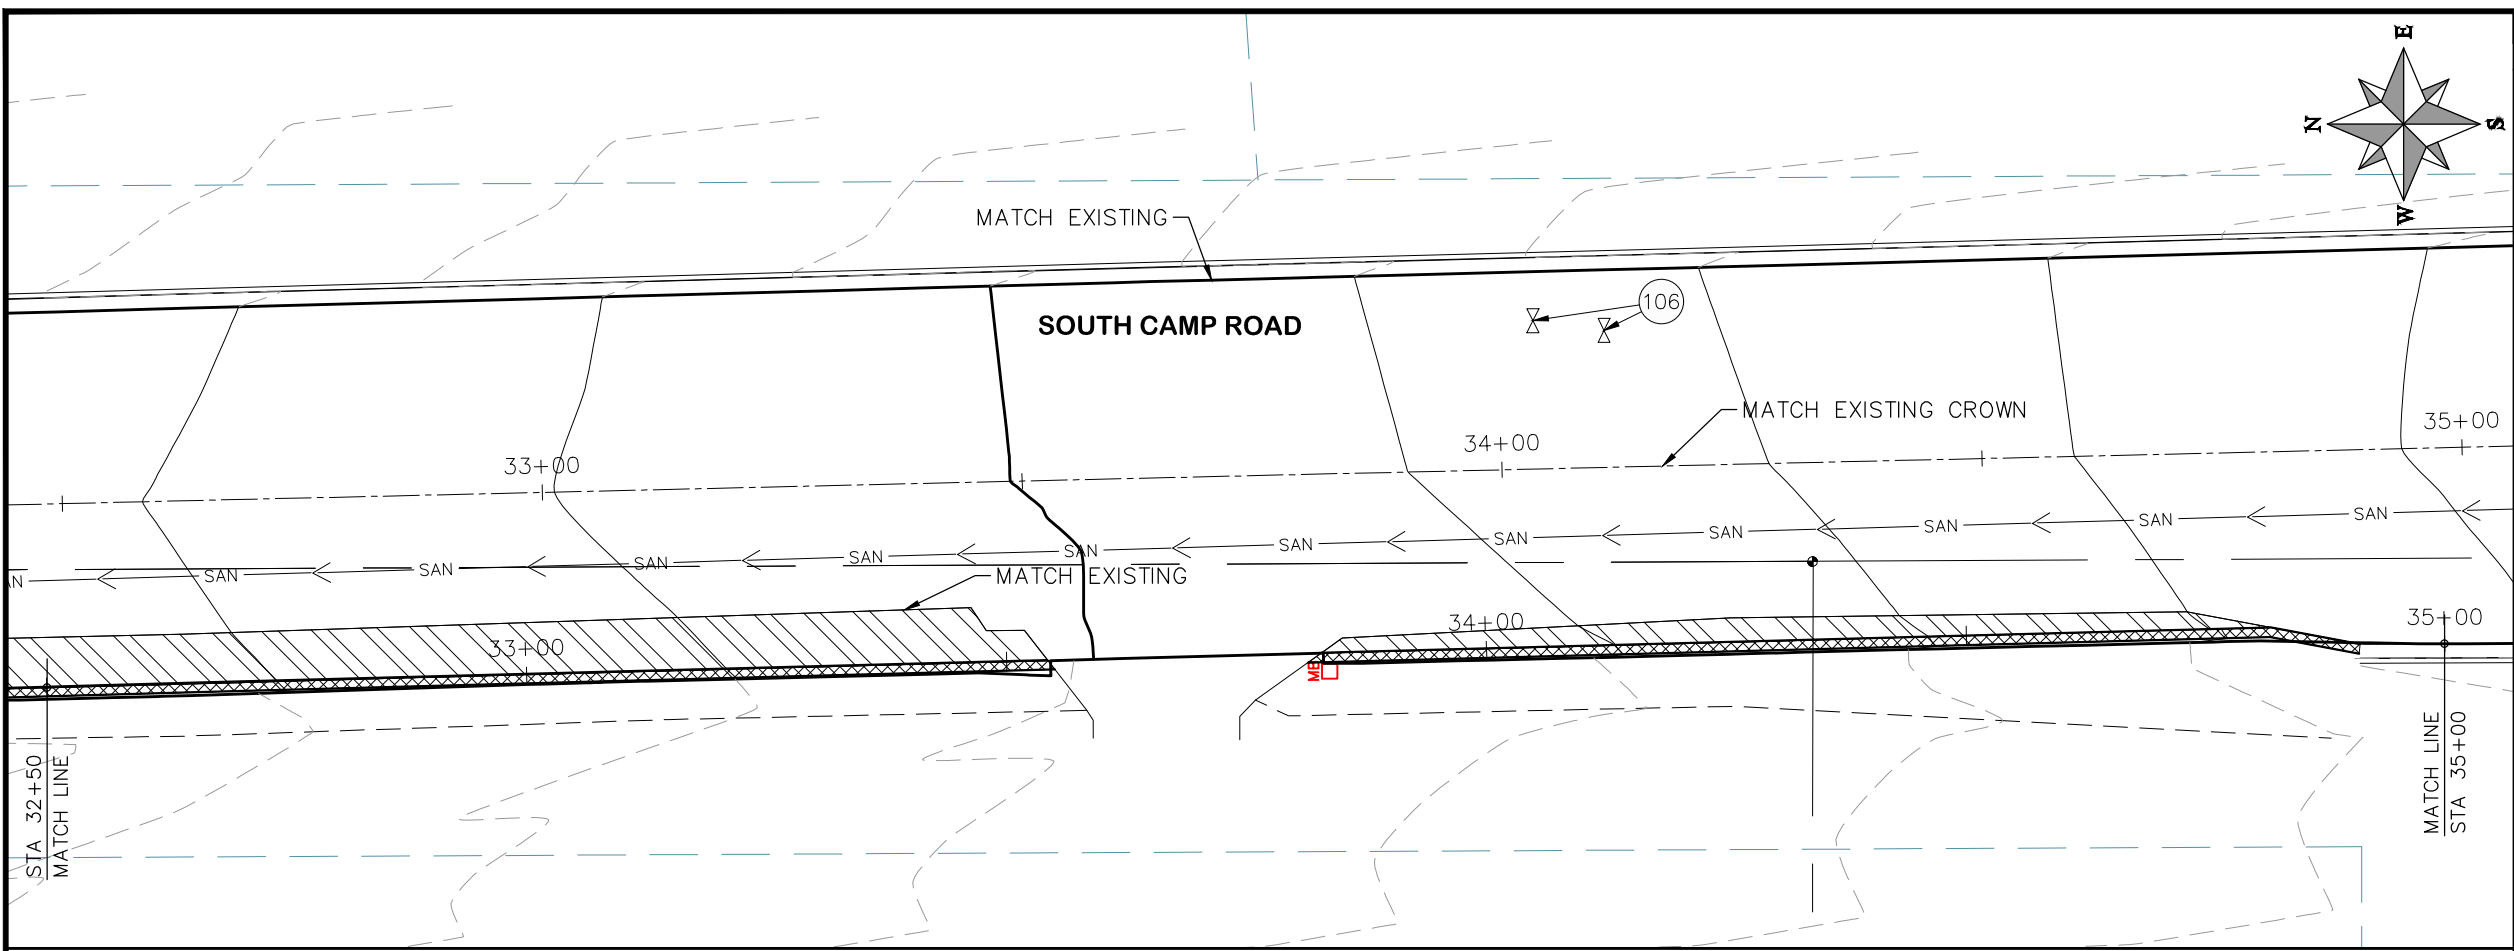 E
N
S
W
MATCH EXISTING
SOUTH CAMP ROAD
106
MATCH EXISTING CROWN
33+00
34+00
35+00
SAN
SAN
SAN
SAN
SAN
SAN
SAN
SAN
SAN
SAN
SAN
AN
MATCH EXISTING
33+00
34+00
35+00
MB
STA 32+50
MATCH LINE
MATCH LINE
STA 35+00